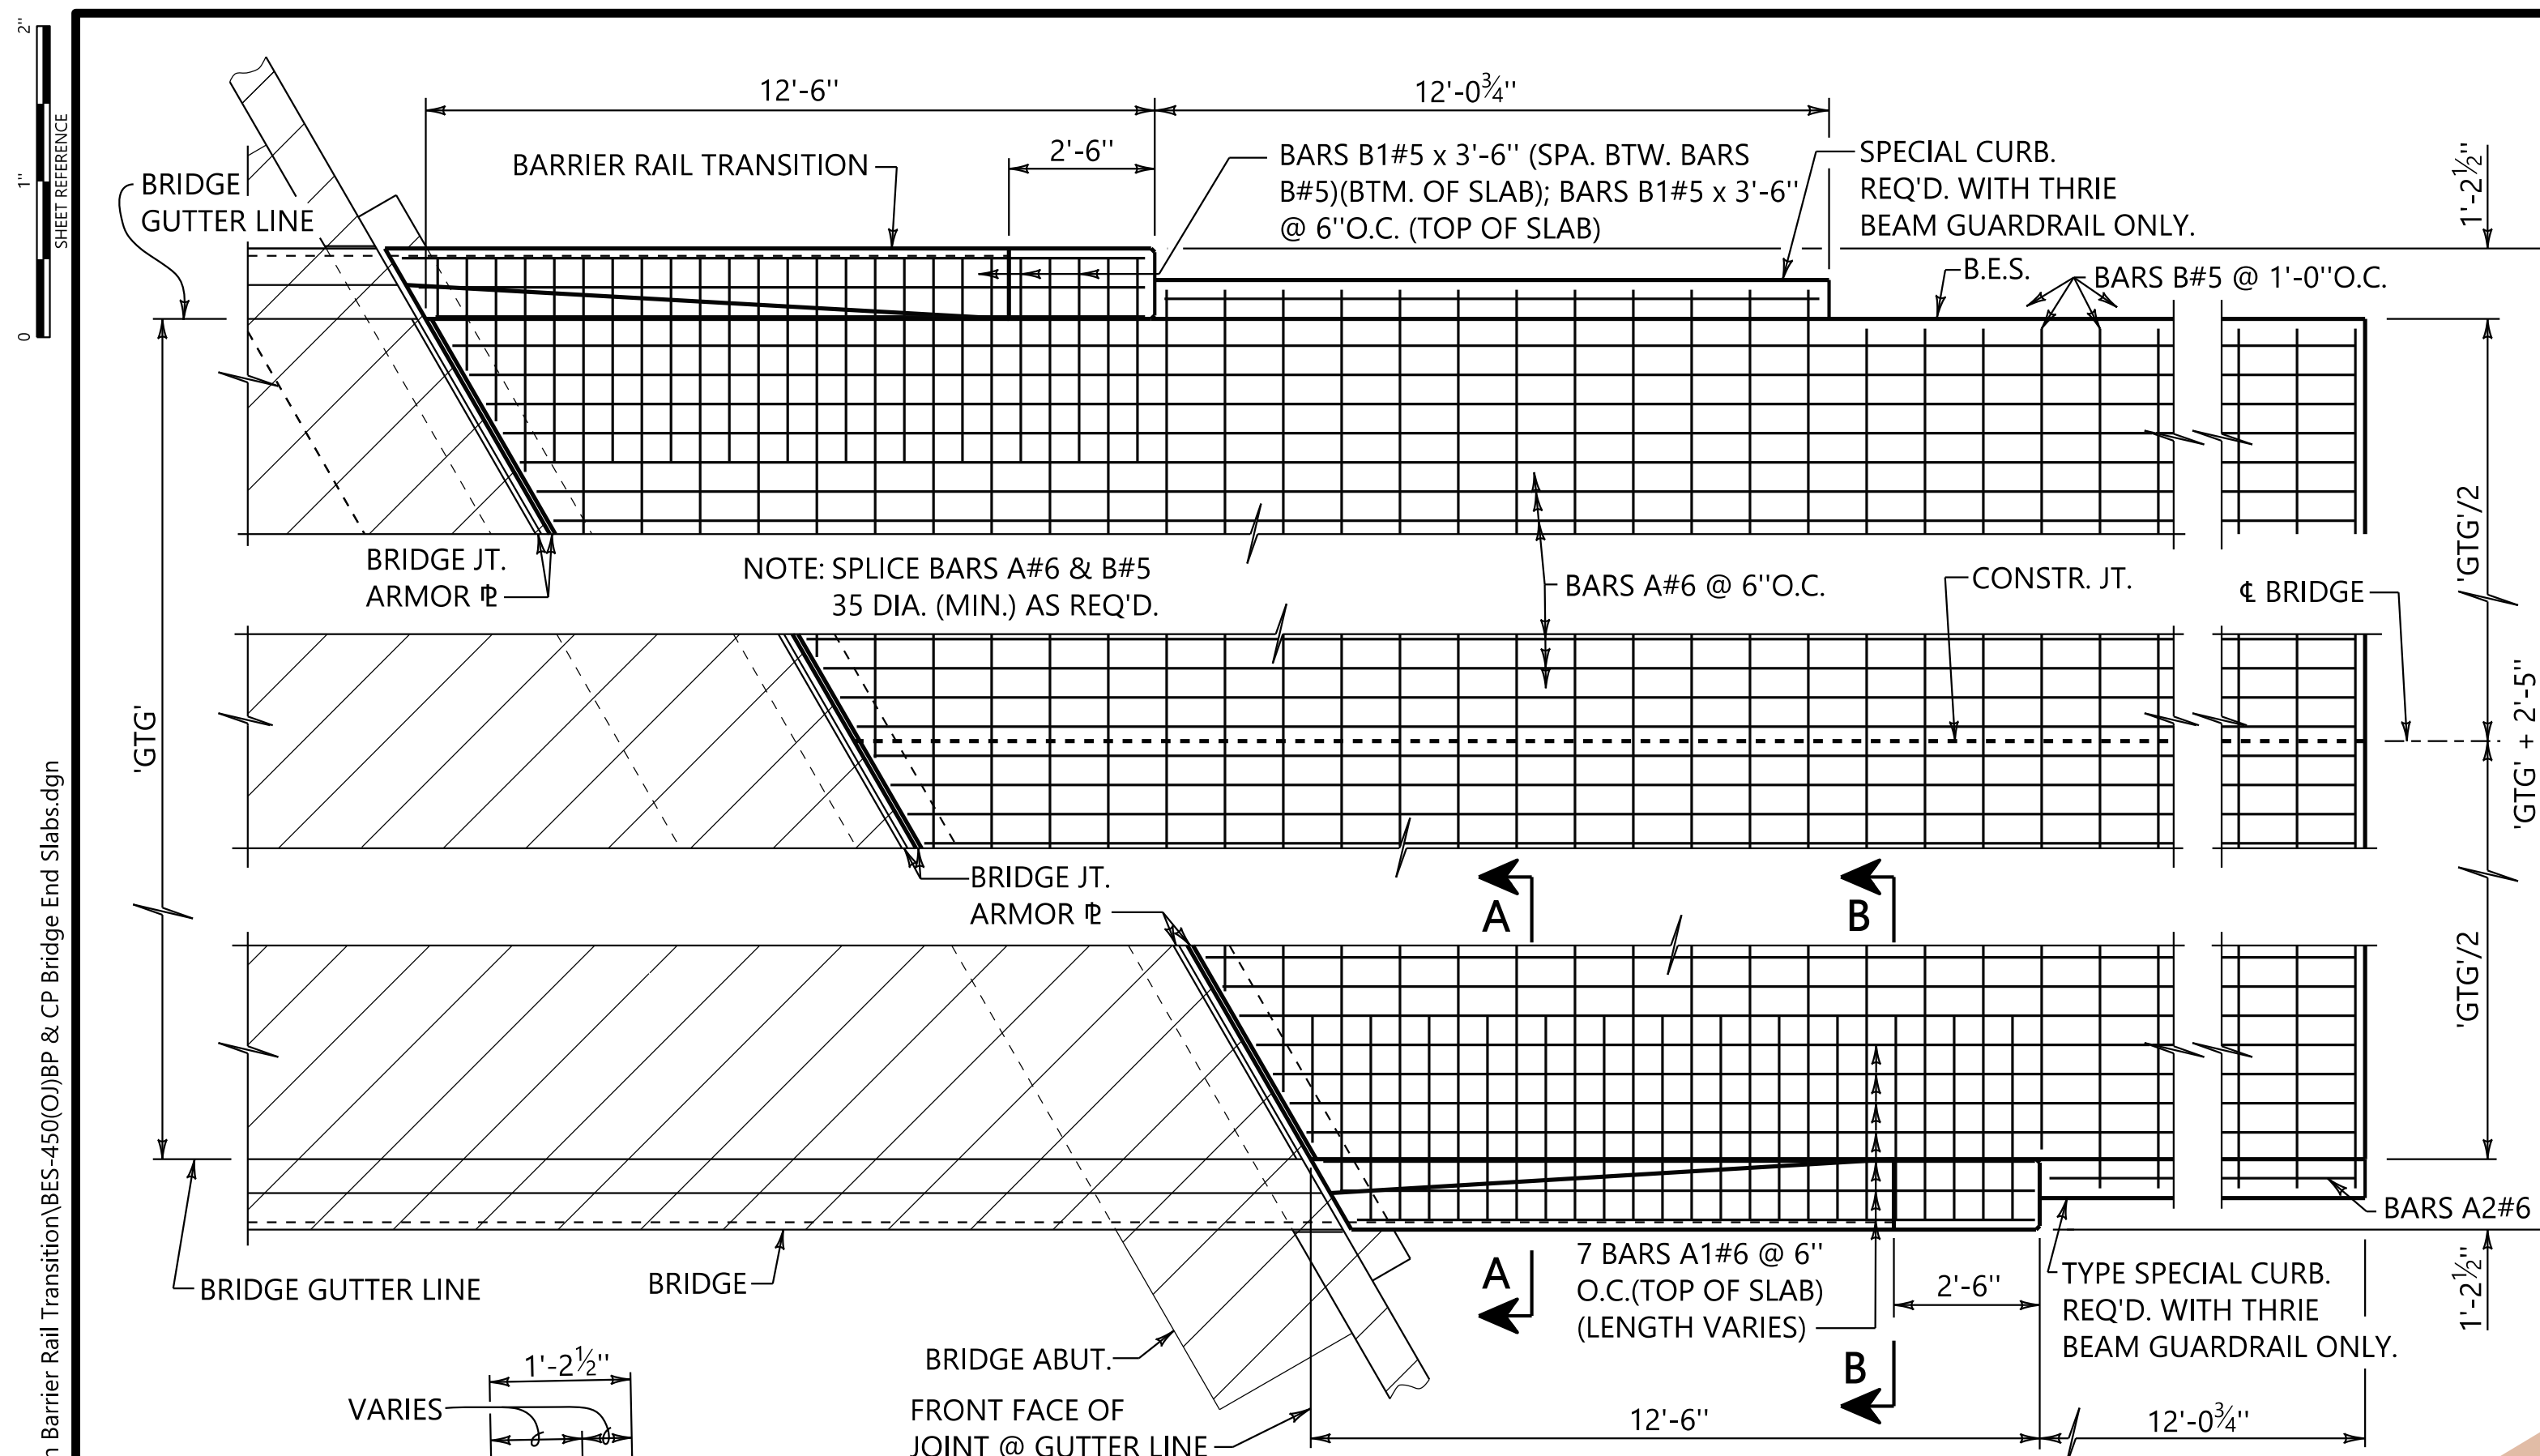 2"
1"
0
SHEET REFERENCE
n Barrier Rail Transition\BES-450(OJ)BP & CP Bridge End Slabs.dgn
12'-6"
12'-0¾"
2'-6"
BARRIER RAIL TRANSITION
BARS B1#5 x 3'-6" (SPA. BTW. BARS
B#5)(BTM. OF SLAB); BARS B1#5 x 3'-6"
@ 6"O.C. (TOP OF SLAB)
SPECIAL CURB.
REQ'D. WITH THRIE
BEAM GUARDRAIL ONLY.
1'-2½"
BRIDGE
GUTTER LINE
B.E.S.
BARS B#5 @ 1'-0"O.C.
'GTG'/2
BRIDGE JT.
ARMOR ⅊
NOTE: SPLICE BARS A#6 & B#5
35 DIA. (MIN.) AS REQ'D.
BARS A#6 @ 6"O.C.
CONSTR. JT.
℄ BRIDGE
'GTG'
'GTG' + 2'-5"
BRIDGE JT.
ARMOR ⅊
A
B
'GTG'/2
BARS A2#6
BRIDGE GUTTER LINE
BRIDGE
A
7 BARS A1#6 @ 6"
O.C.(TOP OF SLAB)
(LENGTH VARIES)
2'-6"
TYPE SPECIAL CURB.
REQ'D. WITH THRIE
BEAM GUARDRAIL ONLY.
1'-2½"
1'-2½"
VARIES
BRIDGE ABUT.
B
FRONT FACE OF
JOINT @ GUTTER LINE
12'-6"
12'-0¾"